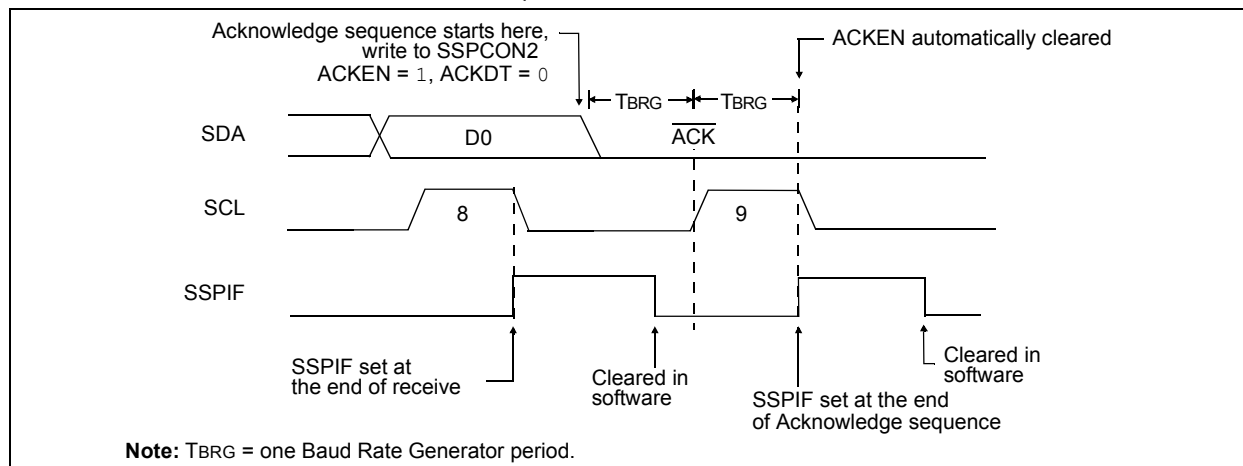 Acknowledge sequence starts here,
write to SSPCON2
ACKEN = 1, ACKDT = 0
ACKEN automatically cleared
TBRG
TBRG
SDA
D0
ACK
SCL
8
9
SSPIF
SSPIF set at
the end of receive
Cleared in
software
SSPIF set at the end
of Acknowledge sequence
Cleared in
software
Note: TBRG = one Baud Rate Generator period.